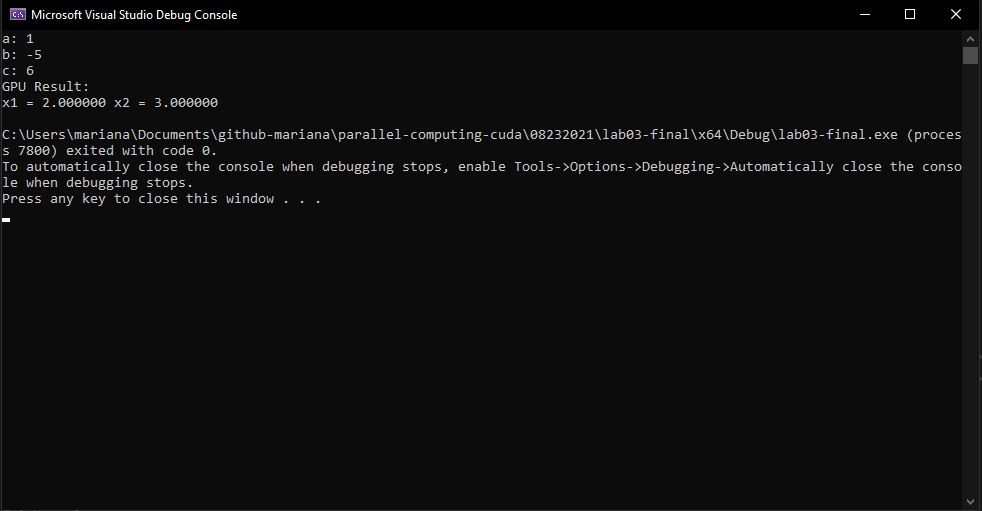 Microsoft Visual Studio Debug Console
a: 1
b: -5
c: 6
GPU Result:
x1 = 2.000000 x2 = 3.000000
C:\Users\mariana\Documents\github-mariana\parallel-computing-cuda\08232021\lab03-final\x64\Debug\lab03-final.exe (proces
s 7800) exited with code 0.
To automatically close the console when debugging stops, enable Tools->Options->Debugging->Automatically close the conso
le when debugging stops.
Press any key to close this window . . .